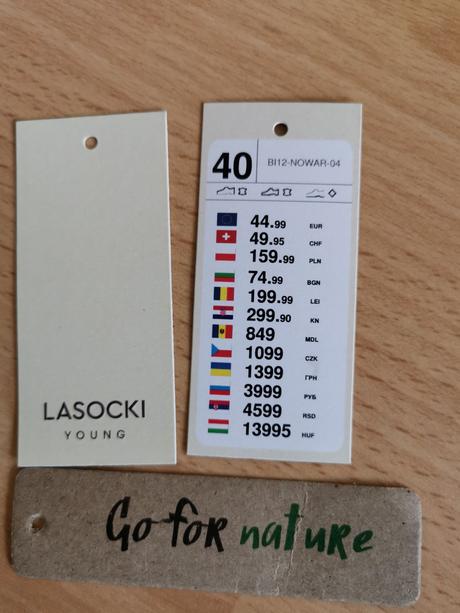 LASOCKI
YOUNG
40 BI12-NOWAR-04
44.99 EUR
49.95 CHF
159.99 PLN
74.99 BGN
199.99 LEI
299.90 KN
849 MDL
1099 CZK
1399 ГРН
3999 РУБ
4599 RSD
13995 HUF
Go for nature